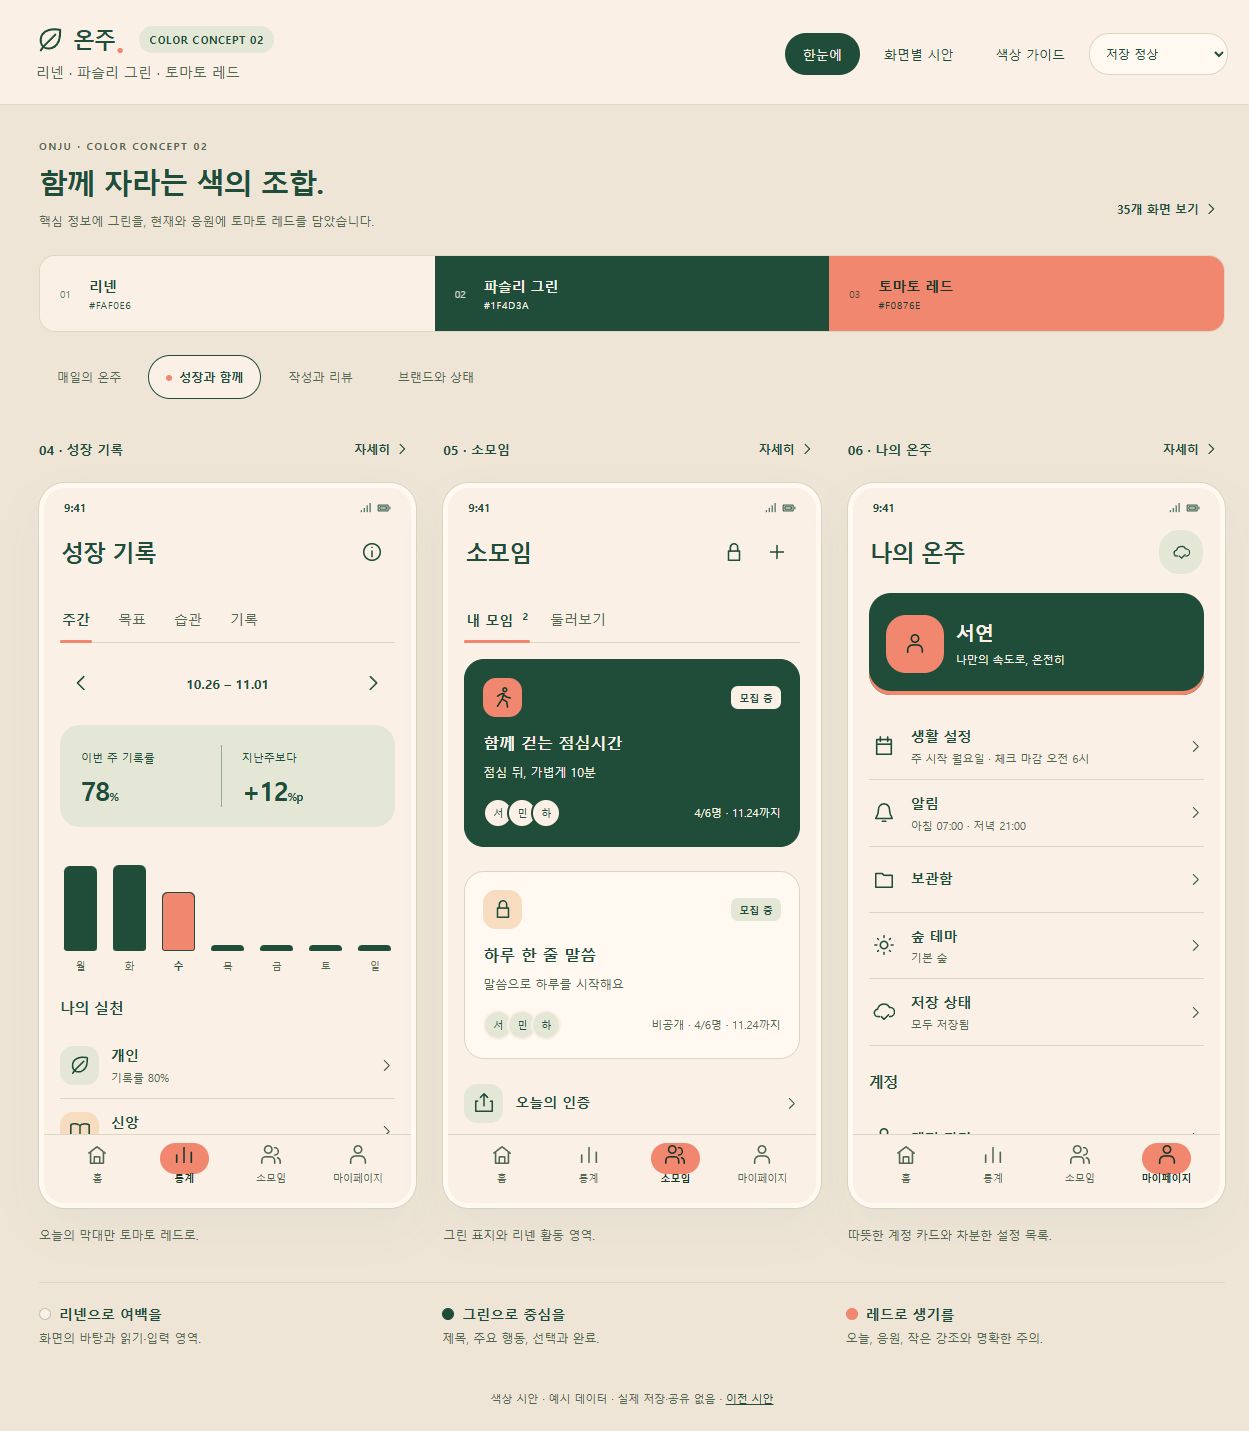 온주.
COLOR CONCEPT 02
리넨 · 파슬리 그린 · 토마토 레드
한눈에
화면별 시안
색상 가이드
저장 정상
ONJU · COLOR CONCEPT 02
함께 자라는 색의 조합.
핵심 정보에 그린을, 현재와 응원에 토마토 레드를 담았습니다.
35개 화면 보기
01
리넨
#FAF0E6
02
파슬리 그린
#1F4D3A
03
토마토 레드
#F0876E
매일의 온주
성장과 함께
작성과 리뷰
브랜드와 상태
04 · 성장 기록
자세히
9:41
성장 기록
주간
목표
습관
기록
10.26 – 11.01
이번 주 기록률
78%
지난주보다
+12%p
월
화
수
목
금
토
일
나의 실천
개인
기록률 80%
신앙
홈
통계
소모임
마이페이지
오늘의 막대만 토마토 레드로.
05 · 소모임
자세히
9:41
소모임
내 모임 2
둘러보기
모집 중
함께 걷는 점심시간
점심 뒤, 가볍게 10분
서
민
하
4/6명 · 11.24까지
모집 중
하루 한 줄 말씀
말씀으로 하루를 시작해요
서
민
하
비공개 · 4/6명 · 11.24까지
오늘의 인증
홈
통계
소모임
마이페이지
그린 표지와 리넨 활동 영역.
06 · 나의 온주
자세히
9:41
나의 온주
서연
나만의 속도로, 온전히
생활 설정
주 시작 월요일 · 체크 마감 오전 6시
알림
아침 07:00 · 저녁 21:00
보관함
숲 테마
기본 숲
저장 상태
모두 저장됨
계정
홈
통계
소모임
마이페이지
따뜻한 계정 카드와 차분한 설정 목록.
리넨으로 여백을
화면의 바탕과 읽기·입력 영역.
그린으로 중심을
제목, 주요 행동, 선택과 완료.
레드로 생기를
오늘, 응원, 작은 강조와 명확한 주의.
색상 시안 · 예시 데이터 · 실제 저장·공유 없음 · 이전 시안